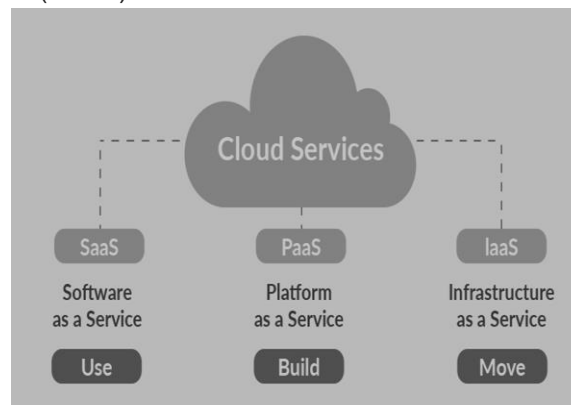 Cloud Services
SaaS
Software
as a Service
Use
PaaS
Platform
as a Service
Build
IaaS
Infrastructure
as a Service
Move